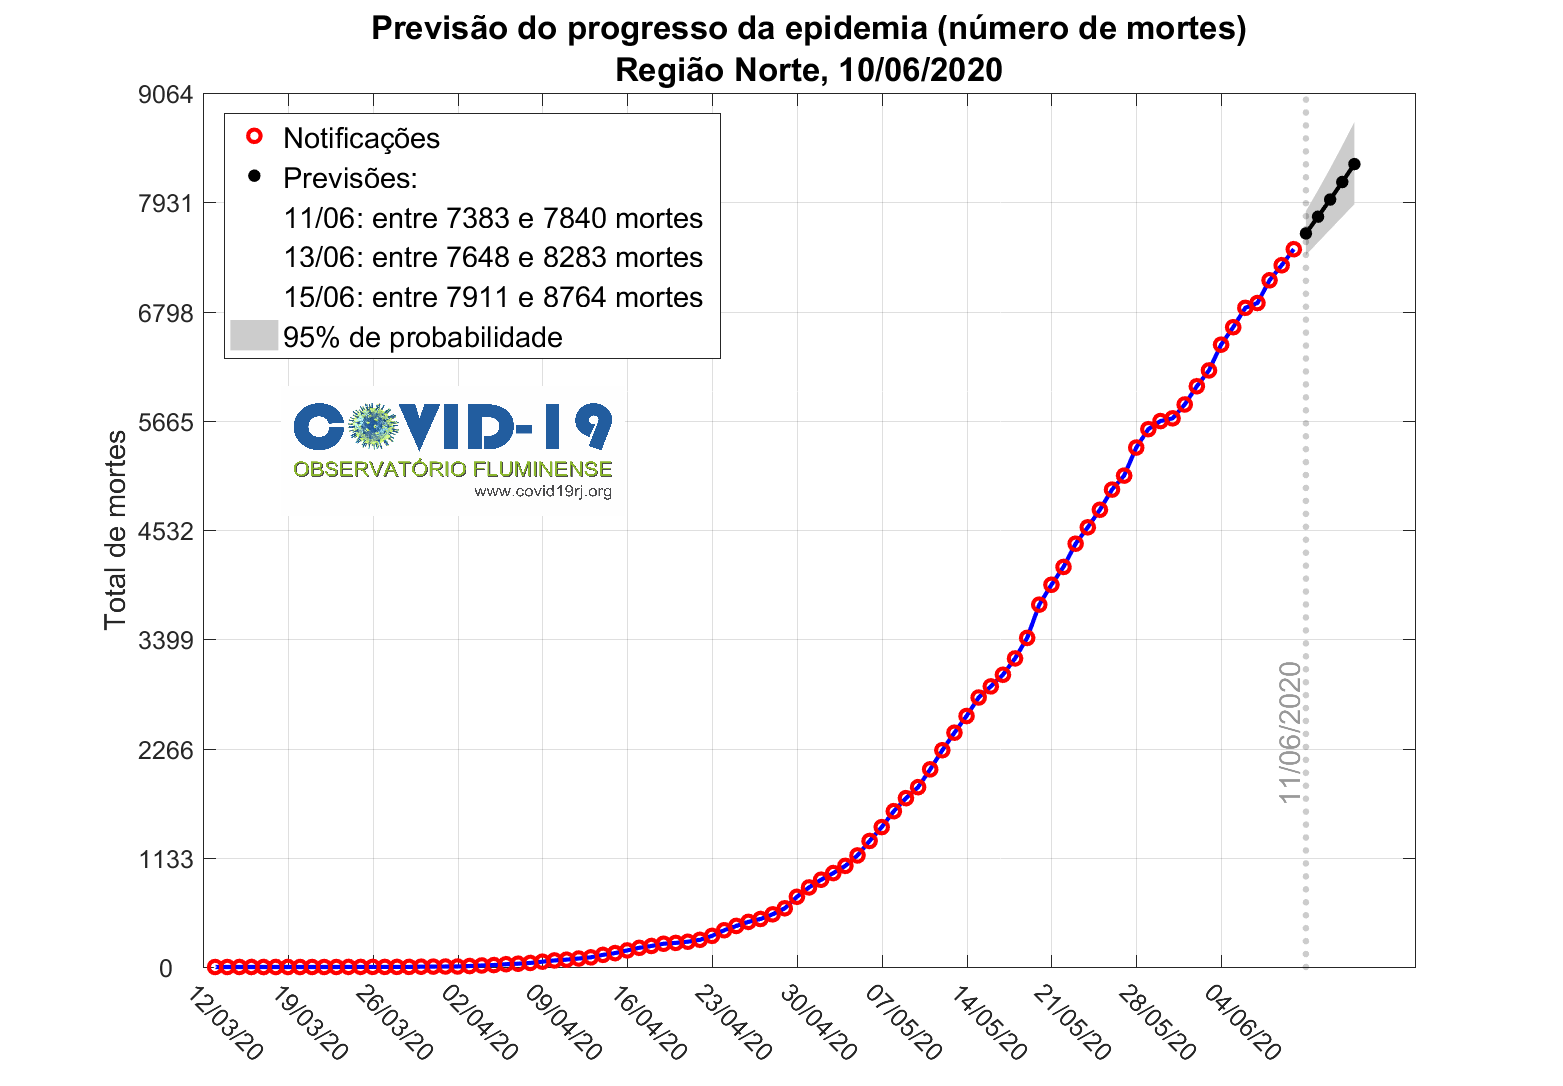 Previsão do progresso da epidemia (número de mortes)
Região Norte, 10/06/2020
9064
7931
6798
5665
4532
3399
2266
1133
0
Total de mortes
Notificações
Previsões:
11/06: entre 7383 e 7840 mortes
13/06: entre 7648 e 8283 mortes
15/06: entre 7911 e 8764 mortes
95% de probabilidade
COVID-19
OBSERVATÓRIO FLUMINENSE
www.covid19rj.org
11/06/2020
12/03/20
19/03/20
26/03/20
02/04/20
09/04/20
16/04/20
23/04/20
30/04/20
07/05/20
14/05/20
21/05/20
28/05/20
04/06/20